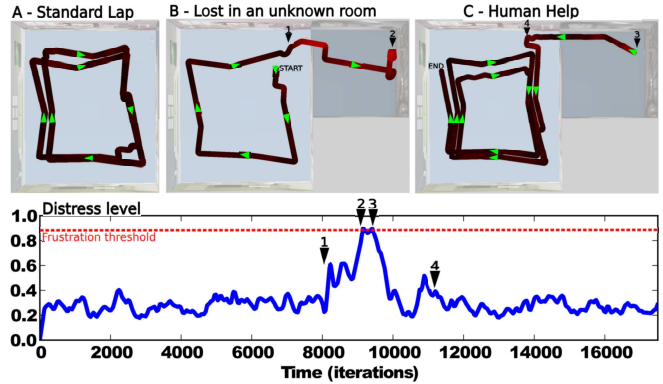 A - Standard Lap
B - Lost in an unknown room
C - Human Help
1
2
4
3
START
END
Distress level
Frustration threshold
1.0
0.8
0.6
0.4
0.2
0.0
1
2
3
4
0
2000
4000
6000
8000
10000
12000
14000
16000
Time (iterations)